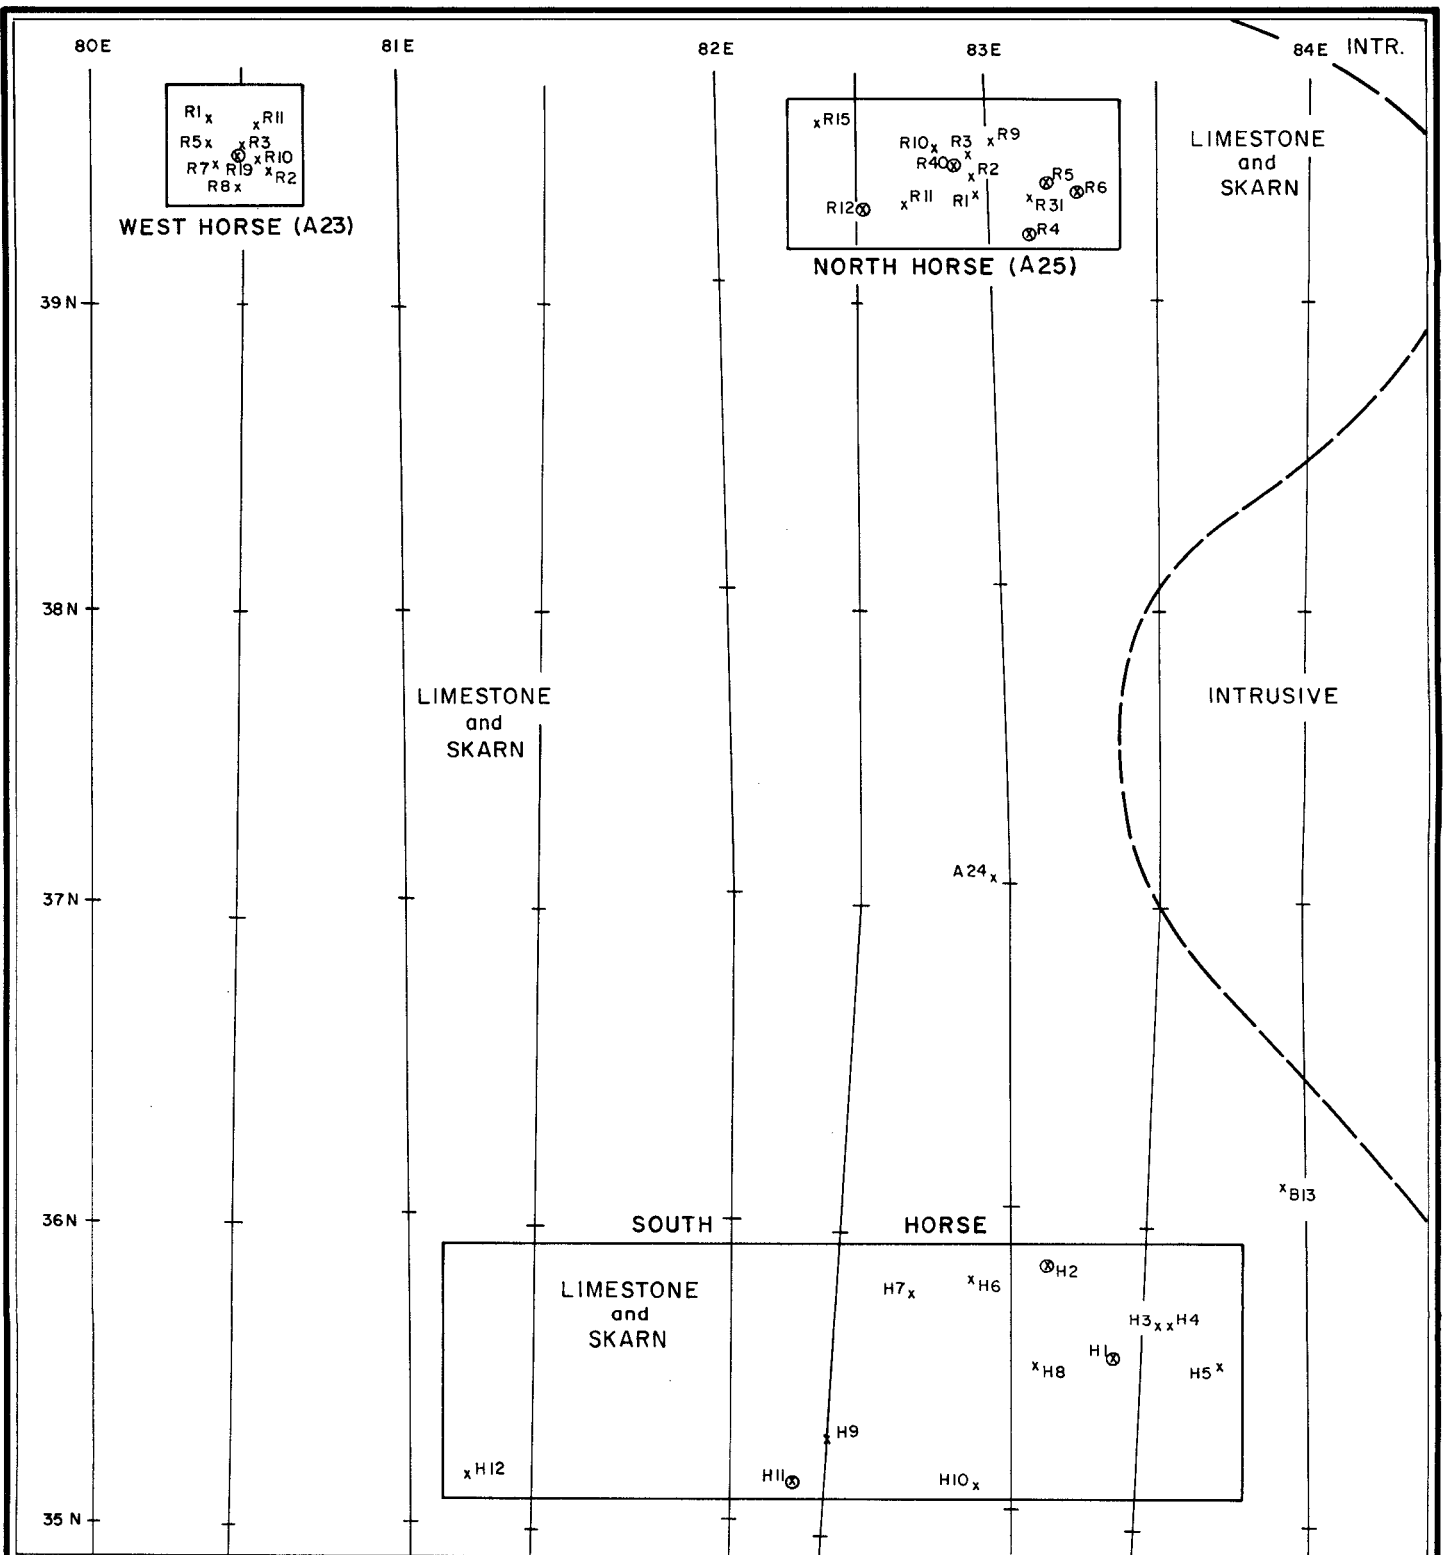 80E 81E 82E 83E 84E INTR.
R1 R11
R5 R3
R7 R19 R10
R8 R2
WEST HORSE (A23)
R15
R10 R3 R9
R40 R2
R5 R6
R12 R11 R1 R31
R4
NORTH HORSE (A25)
LIMESTONE
and
SKARN
39N
38N
LIMESTONE
and
SKARN
INTRUSIVE
A24
37N
B13
36N
SOUTH HORSE
LIMESTONE
and
SKARN
H7 H6 H2
H3 H4
H1
H8 H5
H9
H12 H11 H10
35N